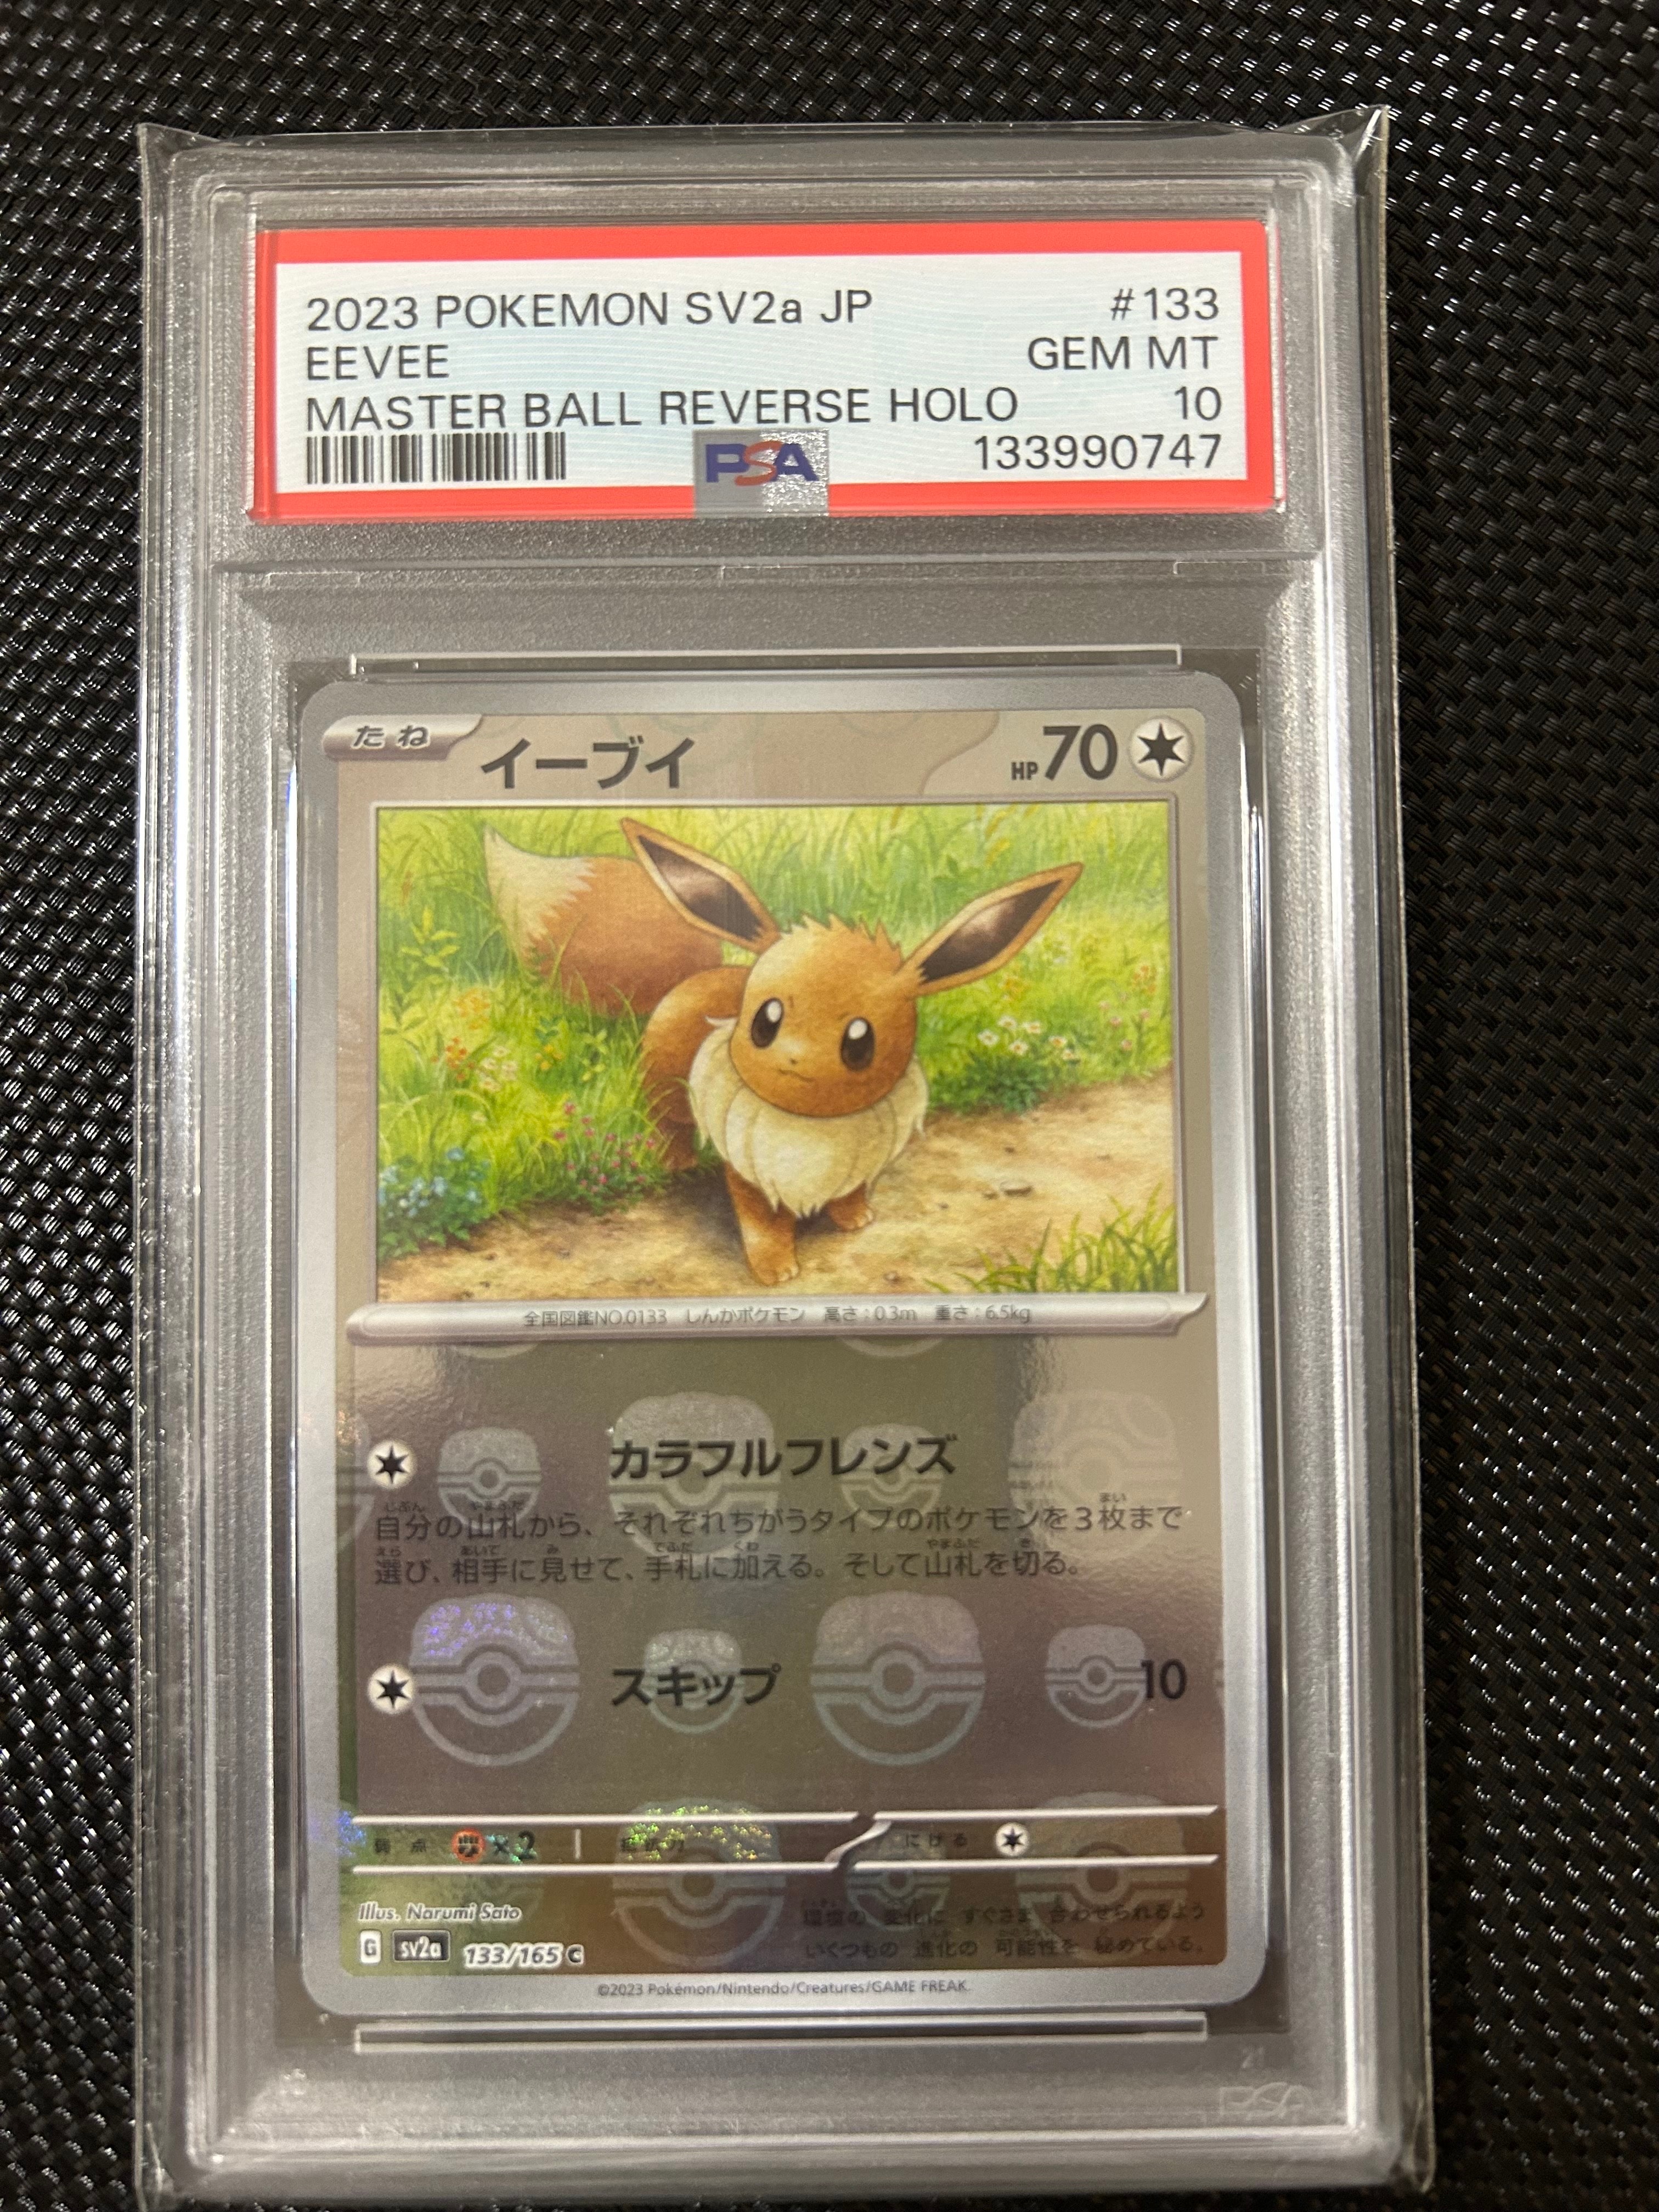 2023 POKEMON SV2a JP #133
EEVEE GEM MT
MASTER BALL REVERSE HOLO 10
PSA 133990747
たね イーブイ HP 70
全国図鑑NO.0133 しんかポケモン 高さ:0.3m 重さ:6.5kg
カラフルフレンズ
自分の山札から、それぞれちがうタイプのポケモンを3枚まで
選び、相手に見せて、手札に加える。そして山札を切る。
スキップ 10
弱点 ×2 抵抗力 にげる
Illus. Narumi Sato
環境の 変化に すぐさま 合わせられるよう
いくつもの 進化の 可能性を 秘めている。
G sv2a 133/165 C
©2023 Pokémon/Nintendo/Creatures/GAME FREAK.
PSA